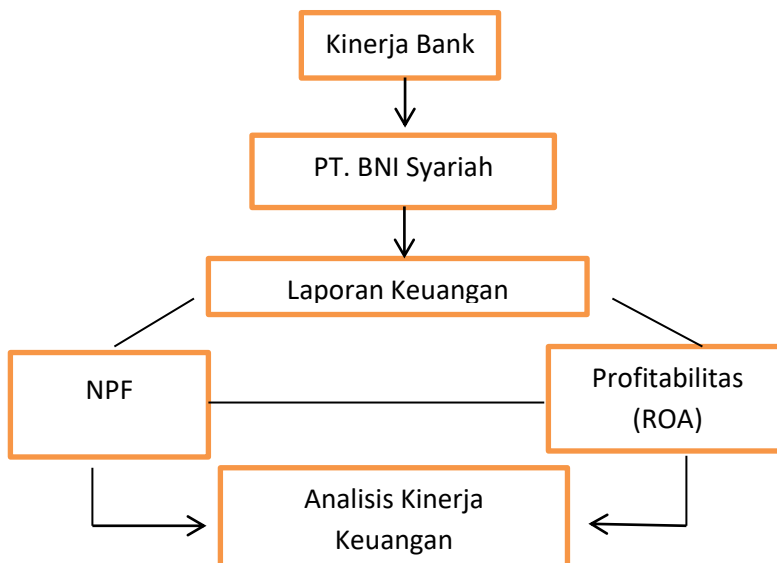 Kinerja Bank
PT. BNI Syariah
Laporan Keuangan
NPF
Profitabilitas
(ROA)
Analisis Kinerja
Keuangan